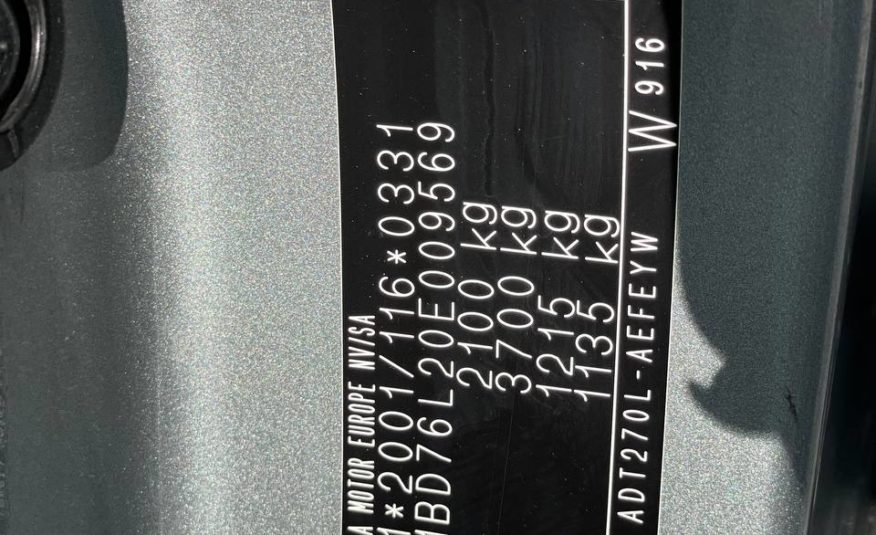 MOTOR EUROPE NV/SA
1*2001/116*0331
BD76L20E009569
2100 kg
3700 kg
1215 kg
1135 kg
ADT270L-AEFEYW W 916